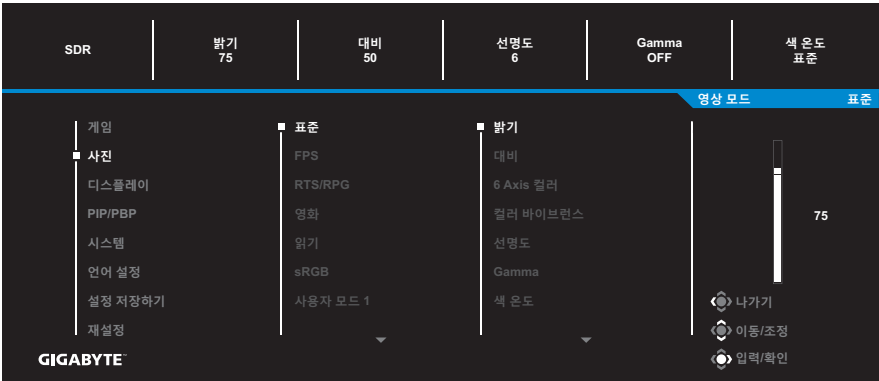 SDR
밝기
75
대비
50
선명도
6
Gamma
OFF
색 온도
표준
영상 모드 표준
게임
사진
디스플레이
PIP/PBP
시스템
언어 설정
설정 저장하기
재설정
표준
FPS
RTS/RPG
영화
읽기
sRGB
사용자 모드 1
밝기
대비
6 Axis 컬러
컬러 바이브런스
선명도
Gamma
색 온도
75
나가기
이동/조정
입력/확인
GIGABYTE™